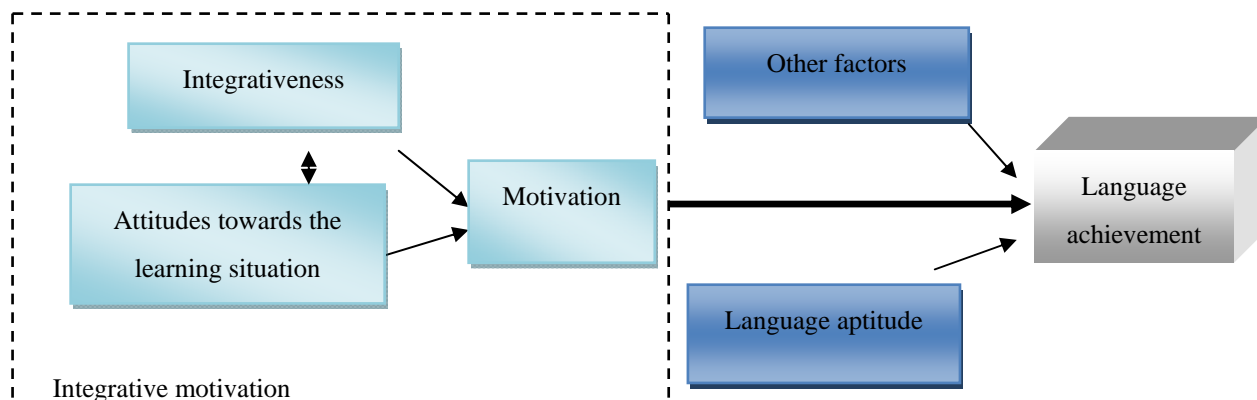 Integrativeness
Attitudes towards the
learning situation
Motivation
Integrative motivation
Other factors
Language aptitude
Language
achievement